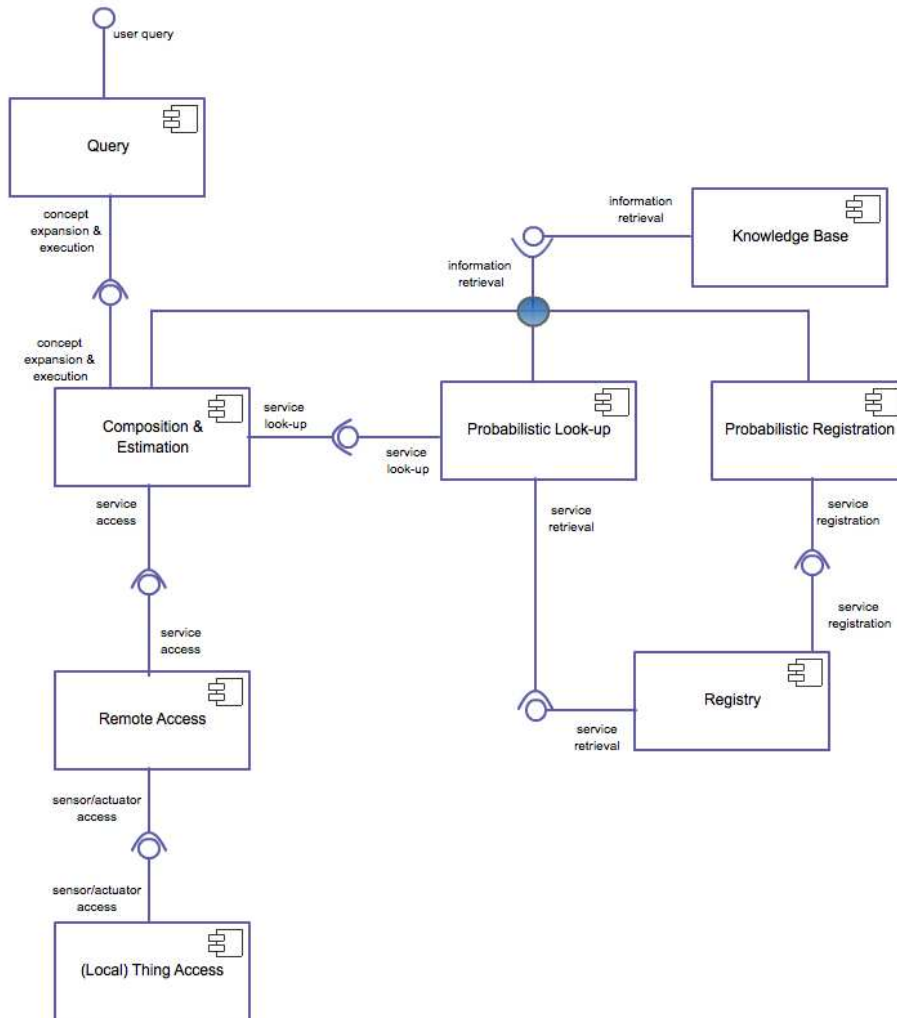 user query
Query
concept
expansion &
execution
information
retrieval
Knowledge Base
information
retrieval
concept
expansion &
execution
Composition &
Estimation
service
look-up
service
look-up
Probabilistic Look-up
Probabilistic Registration
service
access
service
retrieval
service
registration
service
access
service
registration
Remote Access
Registry
service
retrieval
sensor/actuator
access
sensor/actuator
access
(Local) Thing Access